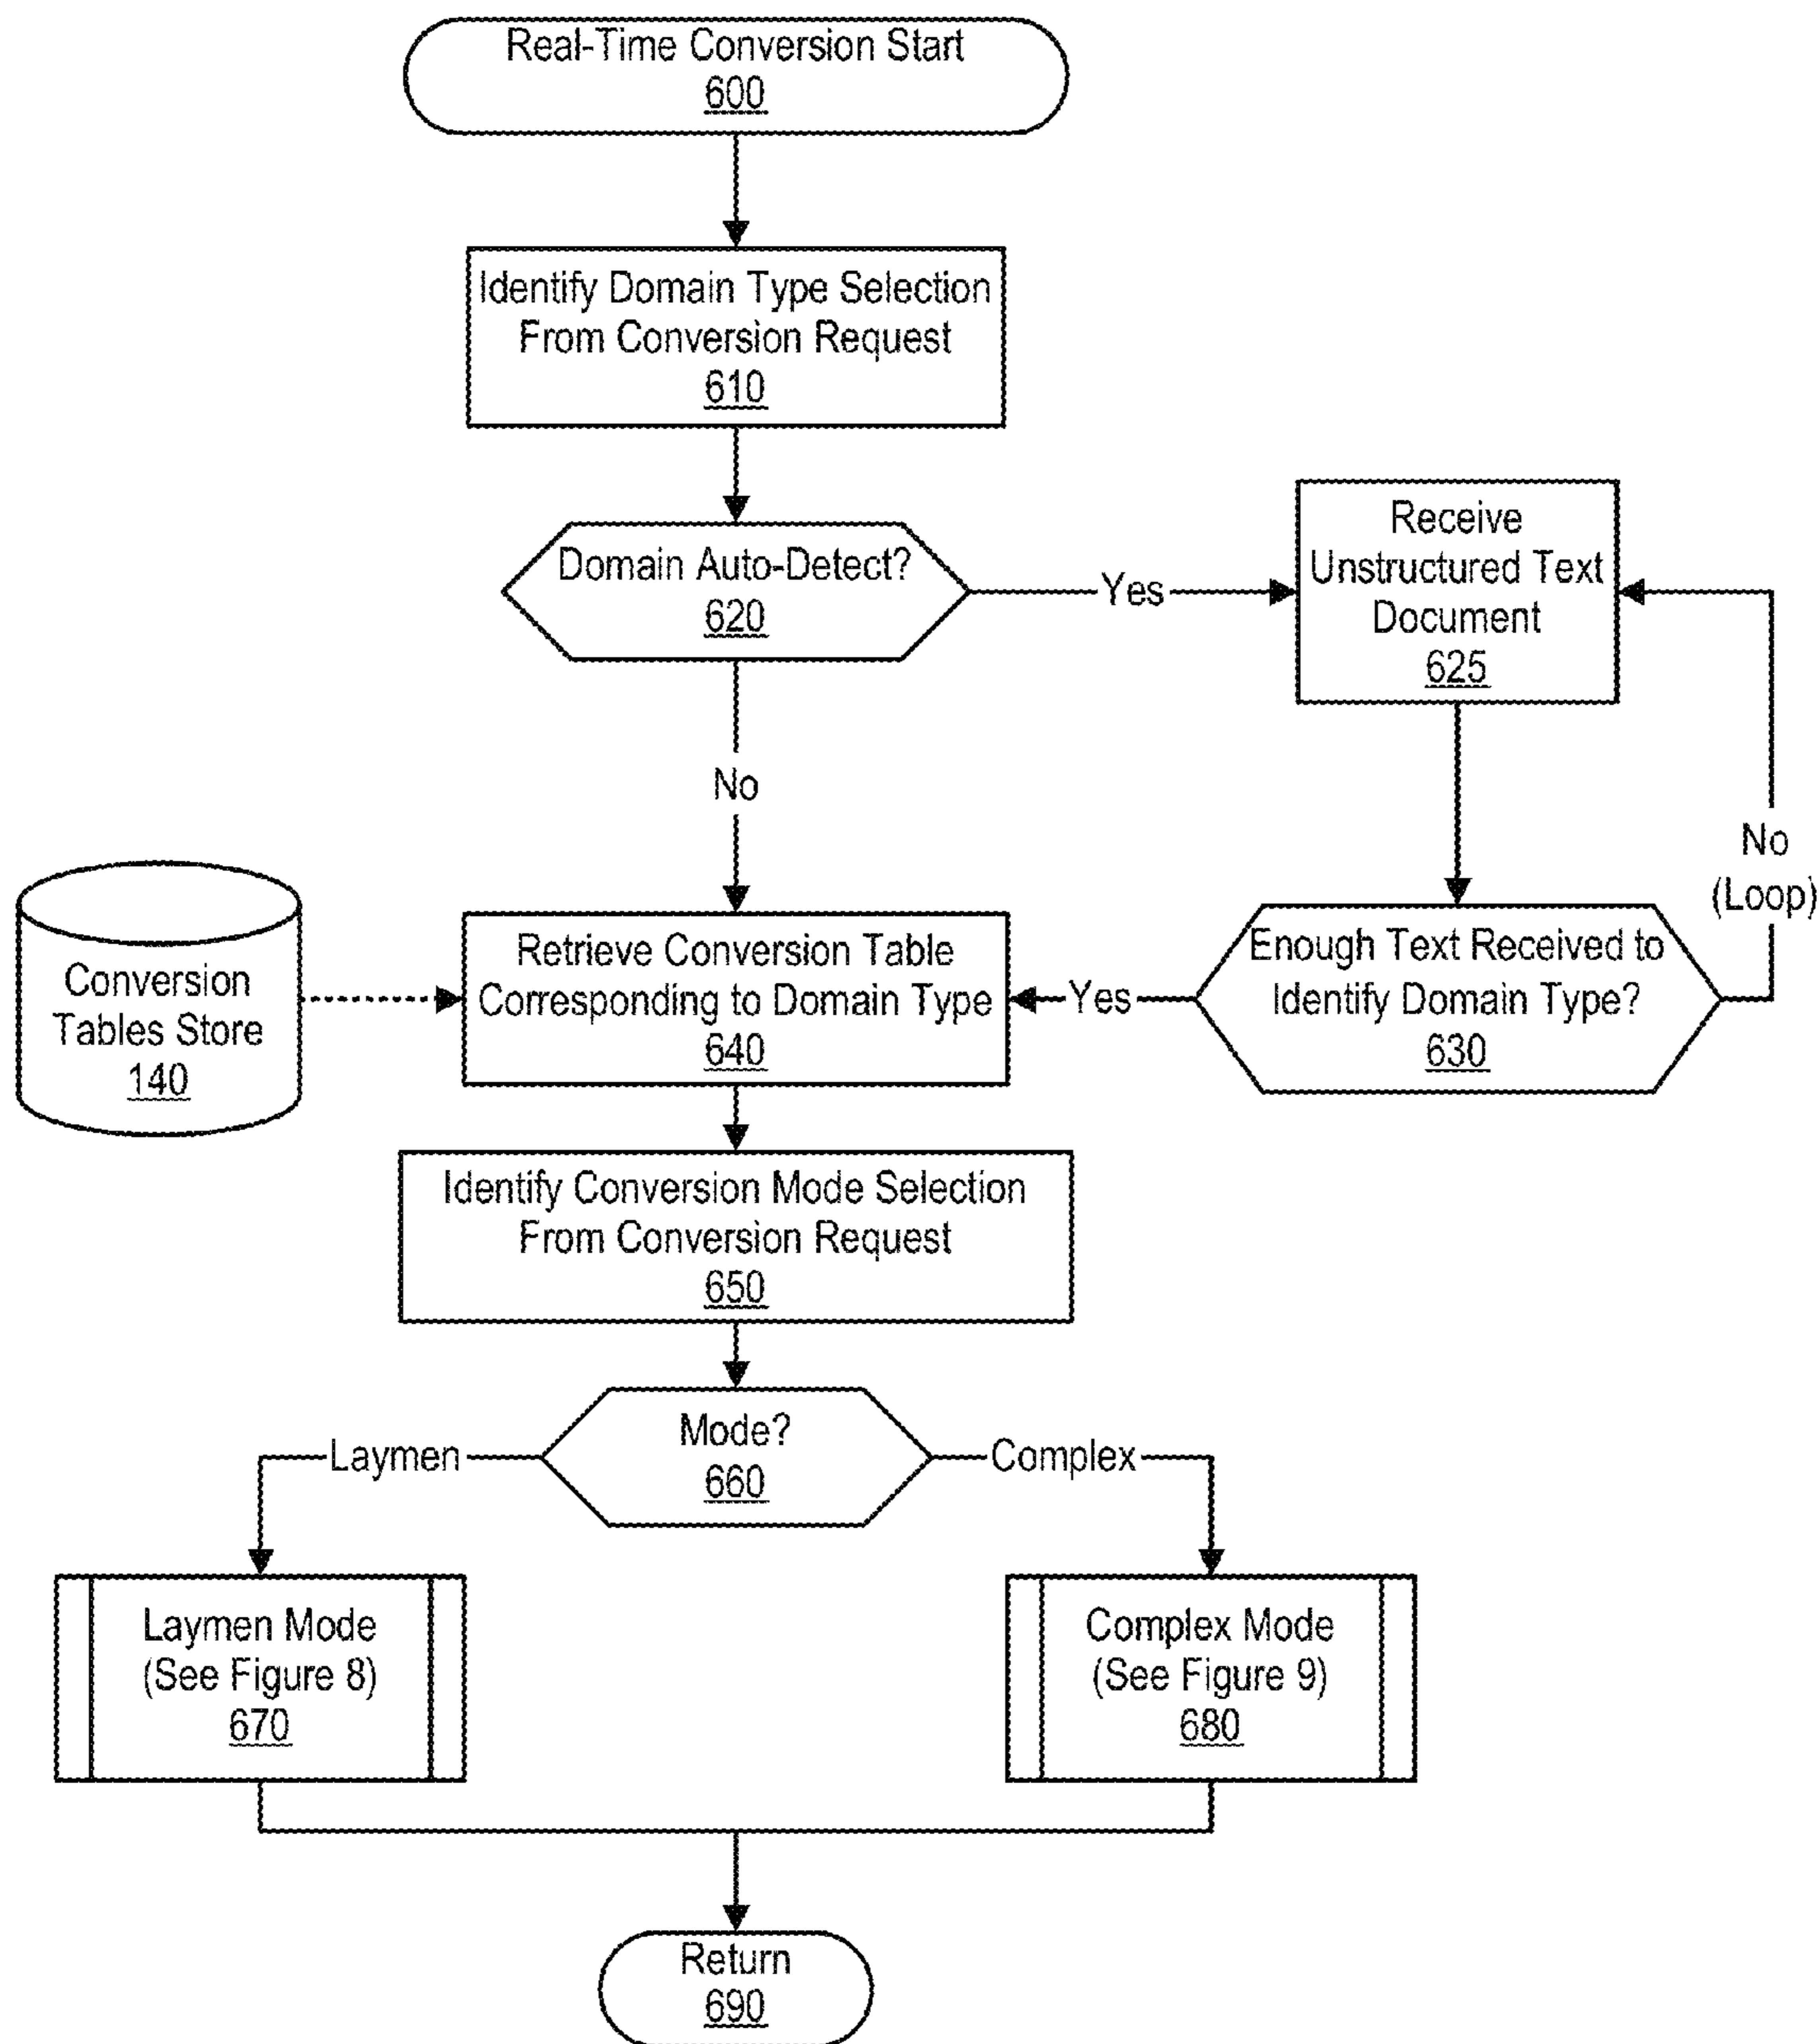 Real-Time Conversion Start
600
Identify Domain Type Selection
From Conversion Request
610
Domain Auto-Detect?
620
Yes
Receive
Unstructured Text
Document
625
No
No
(Loop)
Conversion
Tables Store
140
Retrieve Conversion Table
Corresponding to Domain Type
640
Yes
Enough Text Received to
Identify Domain Type?
630
Identify Conversion Mode Selection
From Conversion Request
650
Mode?
660
Laymen
Complex
Laymen Mode
(See Figure 8)
670
Complex Mode
(See Figure 9)
680
Return
690